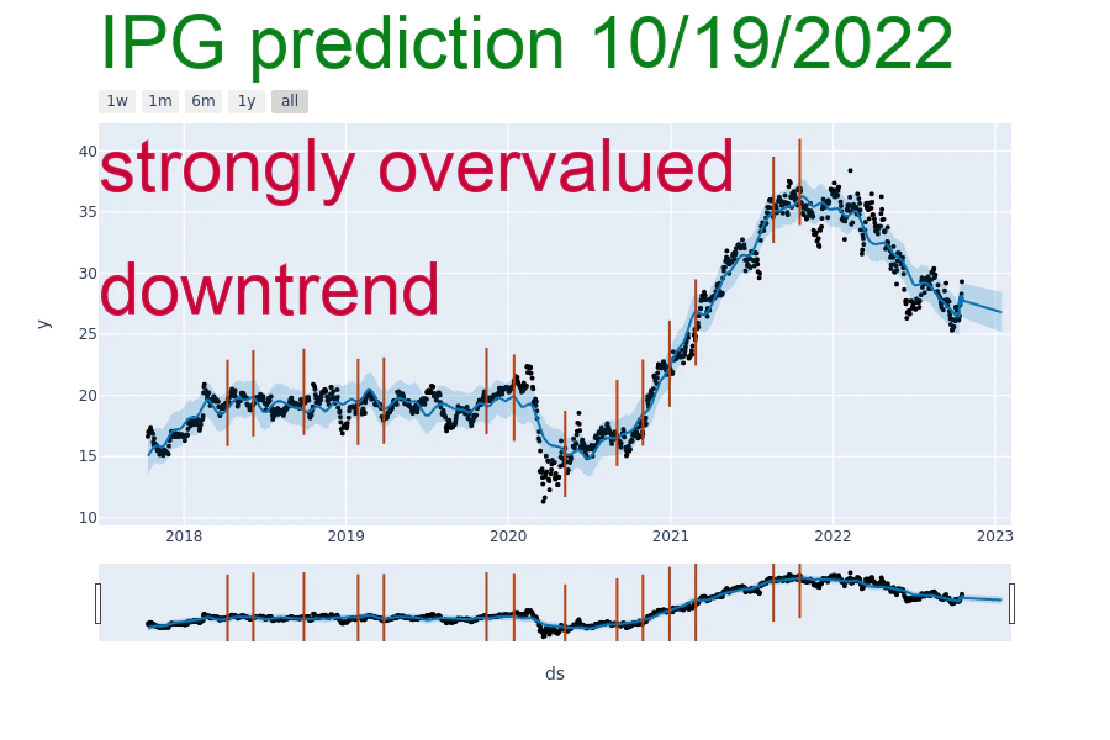 IPG prediction 10/19/2022
1w 1m 6m 1y all
strongly overvalued
downtrend
40
35
30
25
20
15
10
y
2018 2019 2020 2021 2022 2023
ds